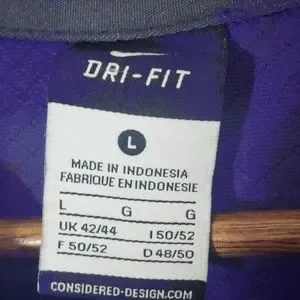 DRI-FIT
L
MADE IN INDONESIA
FABRIQUE EN INDONESIE
L G G
UK 42/44 I 50/52
F 50/52 D 48/50
CONSIDERED-DESIGN.COM